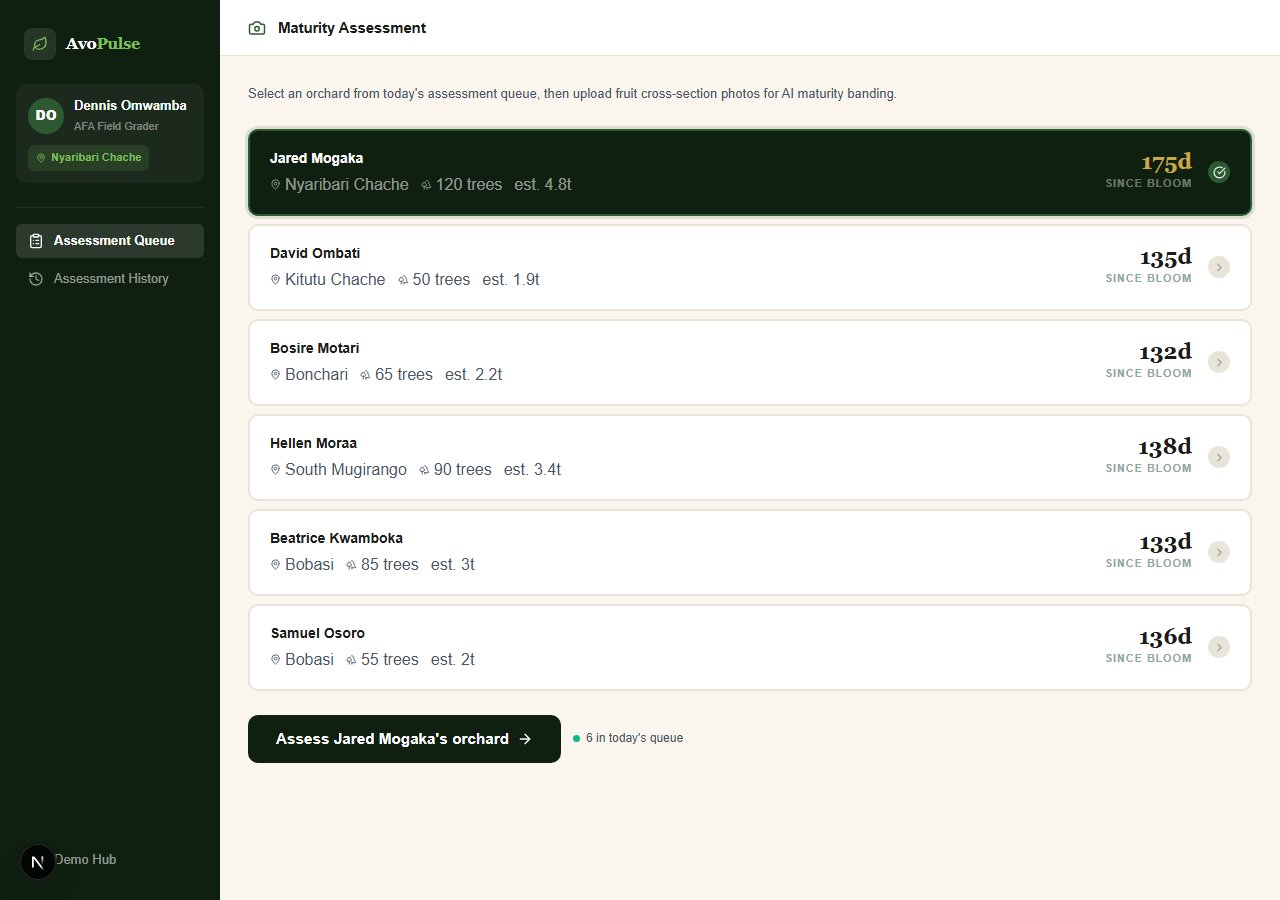 AvoPulse
DO
Dennis Omwamba
AFA Field Grader
Nyaribari Chache
Assessment Queue
Assessment History
N
Demo Hub
Maturity Assessment
Select an orchard from today's assessment queue, then upload fruit cross-section photos for AI maturity banding.
Jared Mogaka
Nyaribari Chache 120 trees est. 4.8t
175d
SINCE BLOOM
David Ombati
Kitutu Chache 50 trees est. 1.9t
135d
SINCE BLOOM
Bosire Motari
Bonchari 65 trees est. 2.2t
132d
SINCE BLOOM
Hellen Moraa
South Mugirango 90 trees est. 3.4t
138d
SINCE BLOOM
Beatrice Kwamboka
Bobasi 85 trees est. 3t
133d
SINCE BLOOM
Samuel Osoro
Bobasi 55 trees est. 2t
136d
SINCE BLOOM
Assess Jared Mogaka's orchard
6 in today's queue